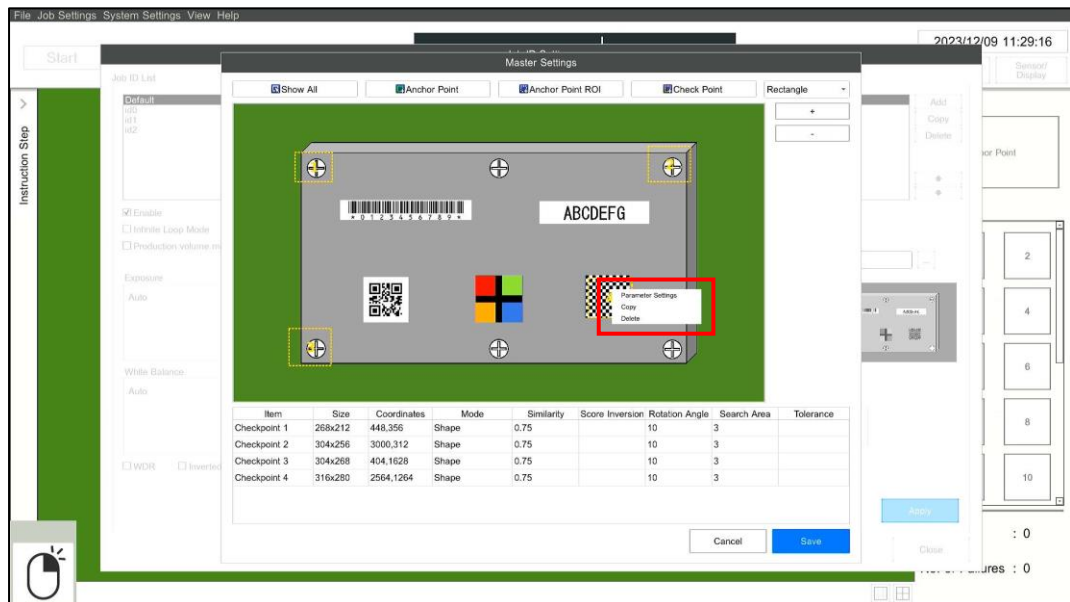 File Job Settings System Settings View Help
2023/12/09 11:29:16
Start
Sensor/
Display
Master Settings
Job ID List
Show All
Anchor Point
Anchor Point ROI
Check Point
Rectangle
+
-
Default
id0
id1
id2
Add
Copy
Delete
Instruction Step
Point
ABCDEFG
*0123456789*
Enable
Infinite Loop Mode
Production volume
Exposure
Auto
Parameter Settings
Copy
Delete
2
4
6
8
10
White Balance
Auto
Item Size Coordinates Mode Similarity Score Inversion Rotation Angle Search Area Tolerance
Checkpoint 1 268x212 448,356 Shape 0.75 10 3
Checkpoint 2 304x256 3000,312 Shape 0.75 10 3
Checkpoint 3 304x268 404,1628 Shape 0.75 10 3
Checkpoint 4 316x280 2564,1264 Shape 0.75 10 3
WDR Inverted
Apply
Cancel
Save
Close
: 0
: 0